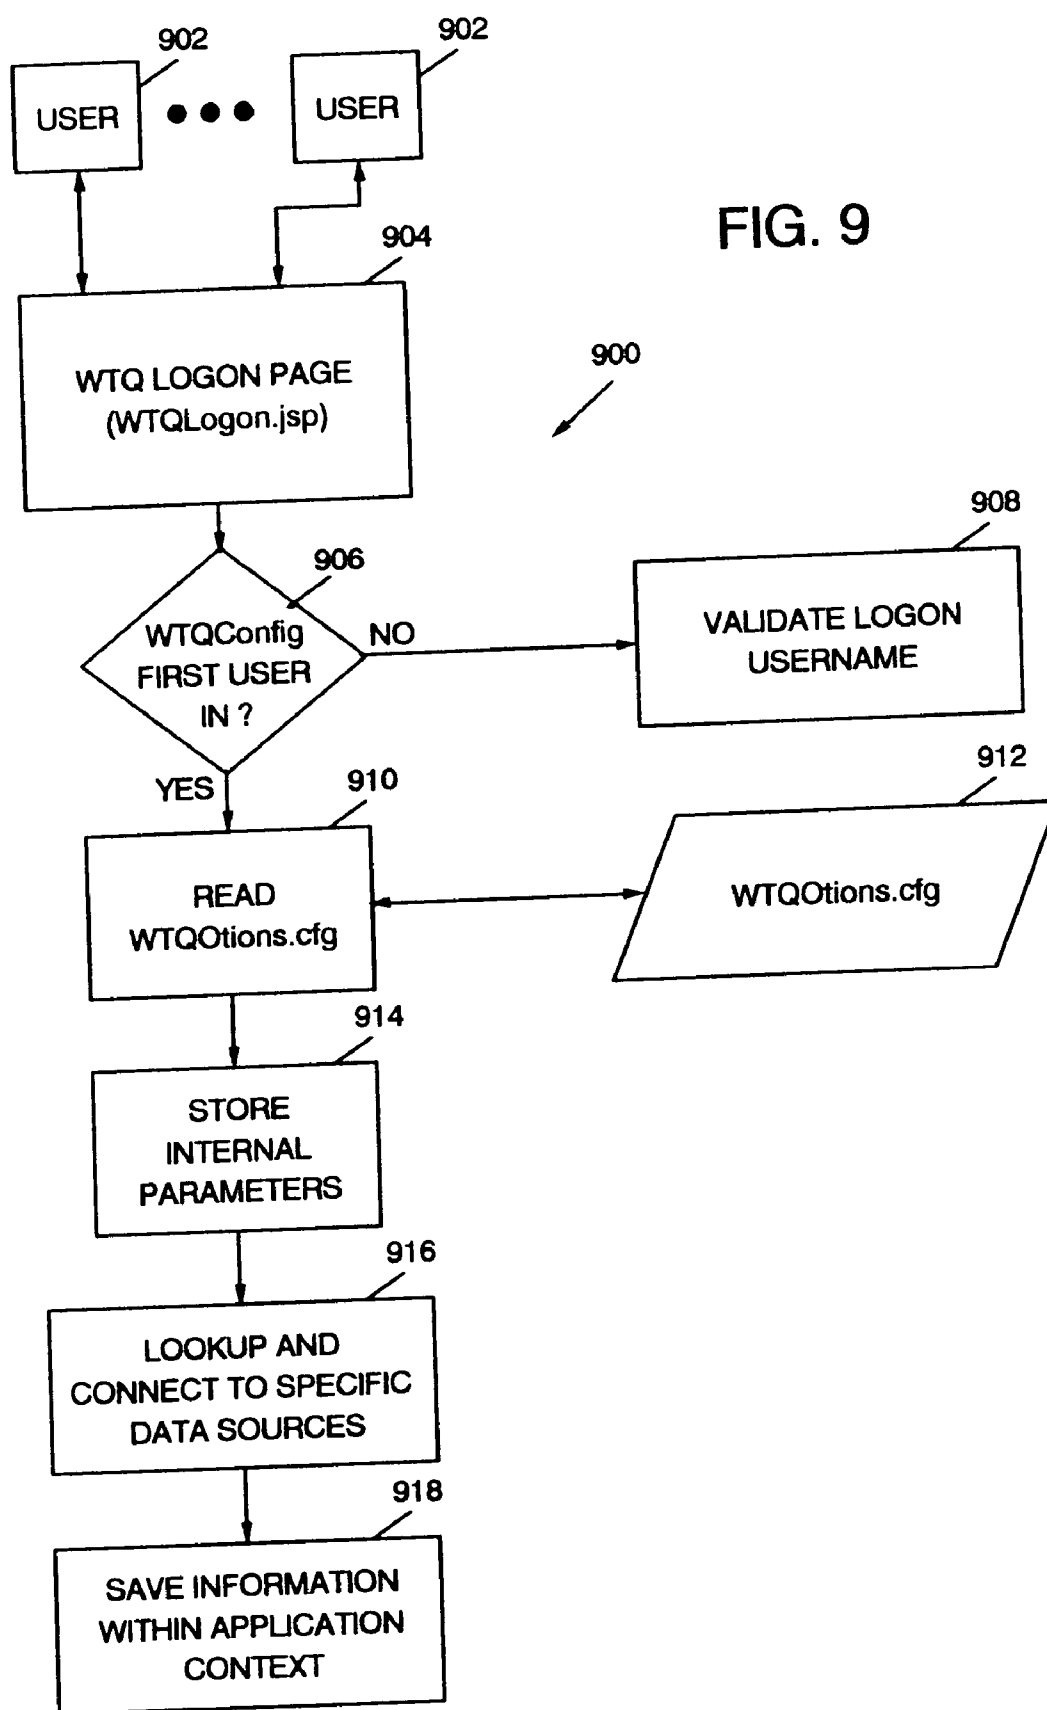 902
902
USER
USER
FIG. 9
904
WTQ LOGON PAGE
(WTQLogon.jsp)
900
906
WTQConfig
FIRST USER
IN ?
NO
908
VALIDATE LOGON
USERNAME
YES
910
READ
WTQOtions.cfg
912
WTQOtions.cfg
914
STORE
INTERNAL
PARAMETERS
916
LOOKUP AND
CONNECT TO SPECIFIC
DATA SOURCES
918
SAVE INFORMATION
WITHIN APPLICATION
CONTEXT